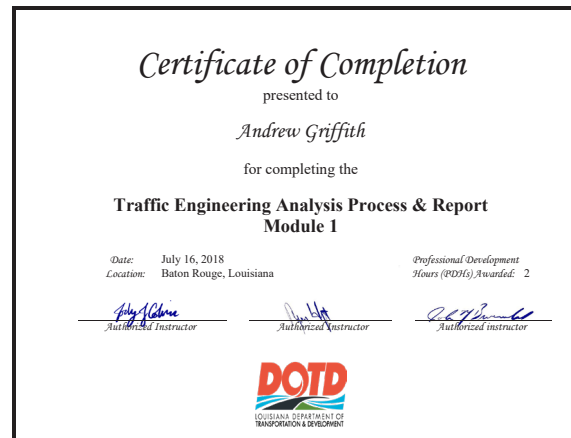 Certificate of Completion
presented to
Andrew Griffith
for completing the
Traffic Engineering Analysis Process & Report
Module 1
Date: July 16, 2018
Location: Baton Rouge, Louisiana
Professional Development
Hours (PDHs) Awarded: 2
Authorized Instructor
Authorized Instructor
Authorized instructor
DOTD
LOUISIANA DEPARTMENT OF
TRANSPORTATION & DEVELOPMENT